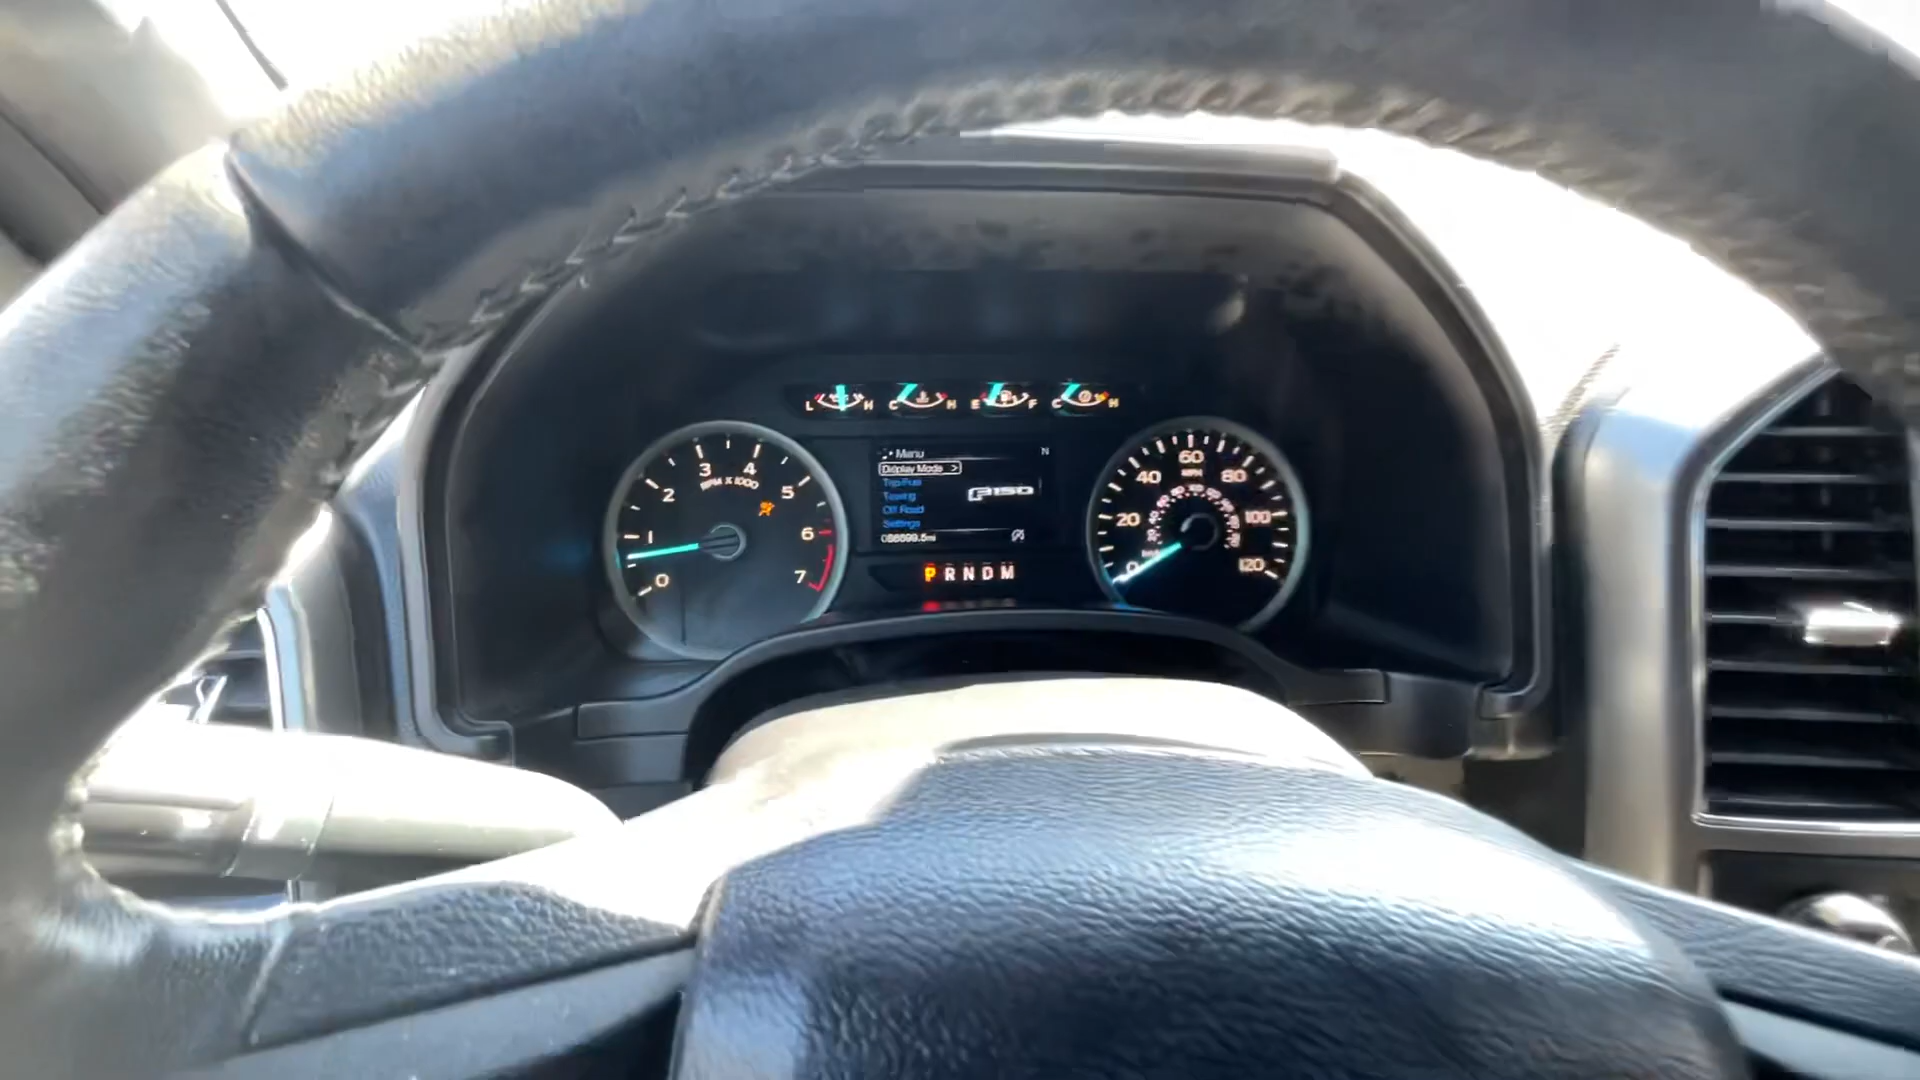 L H C H E F C H
Menu N
Display Mode >
Trip/Fuel
Towing
F150
Off Road
Settings
P R N D M
0 1 2 3 4 5 6 7
RPM X 1000
0 20 40 60 80 100 120
MPH
km/h